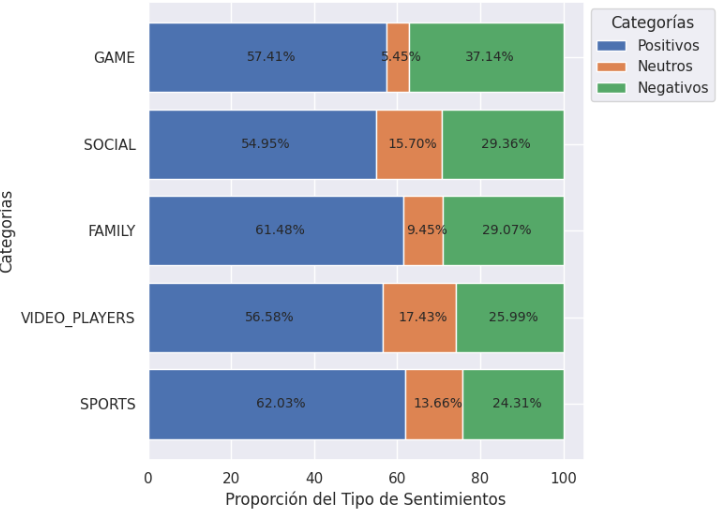 Categorías
Positivos
Neutros
Negativos
GAME
57.41%
5.45%
37.14%
SOCIAL
54.95%
15.70%
29.36%
FAMILY
61.48%
9.45%
29.07%
VIDEO_PLAYERS
56.58%
17.43%
25.99%
SPORTS
62.03%
13.66%
24.31%
Categorías
0 20 40 60 80 100
Proporción del Tipo de Sentimientos